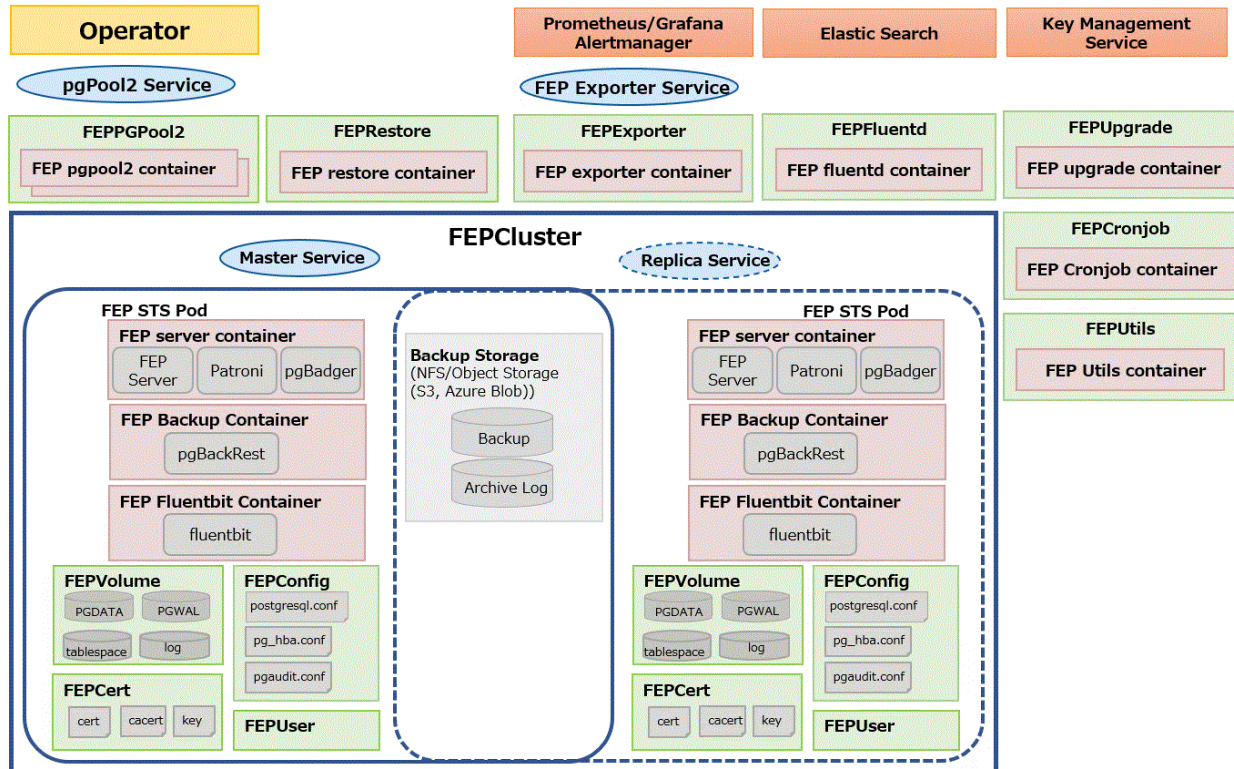 Operator
Prometheus/Grafana
Alertmanager
Elastic Search
Key Management
Service
pgPool2 Service
FEP Exporter Service
FEPPGPool2
FEP pgpool2 container
FEPRestore
FEP restore container
FEPExporter
FEP exporter container
FEPFluentd
FEP fluentd container
FEPUpgrade
FEP upgrade container
FEPCluster
Master Service
Replica Service
FEPCronjob
FEP Cronjob container
FEPUtils
FEP Utils container
FEP STS Pod
FEP server container
FEP
Server
Patroni
pgBadger
FEP Backup Container
pgBackRest
FEP Fluentbit Container
fluentbit
FEPVolume
PGDATA
PGWAL
tablespace
log
FEPConfig
postgresql.conf
pg_hba.conf
pgaudit.conf
FEPCert
cert
cacert
key
FEPUser
Backup Storage
(NFS/Object Storage
(S3, Azure Blob))
Backup
Archive Log
FEP STS Pod
FEP server container
FEP
Server
Patroni
pgBadger
FEP Backup Container
pgBackRest
FEP Fluentbit Container
fluentbit
FEPVolume
PGDATA
PGWAL
tablespace
log
FEPConfig
postgresql.conf
pg_hba.conf
pgaudit.conf
FEPCert
cert
cacert
key
FEPUser